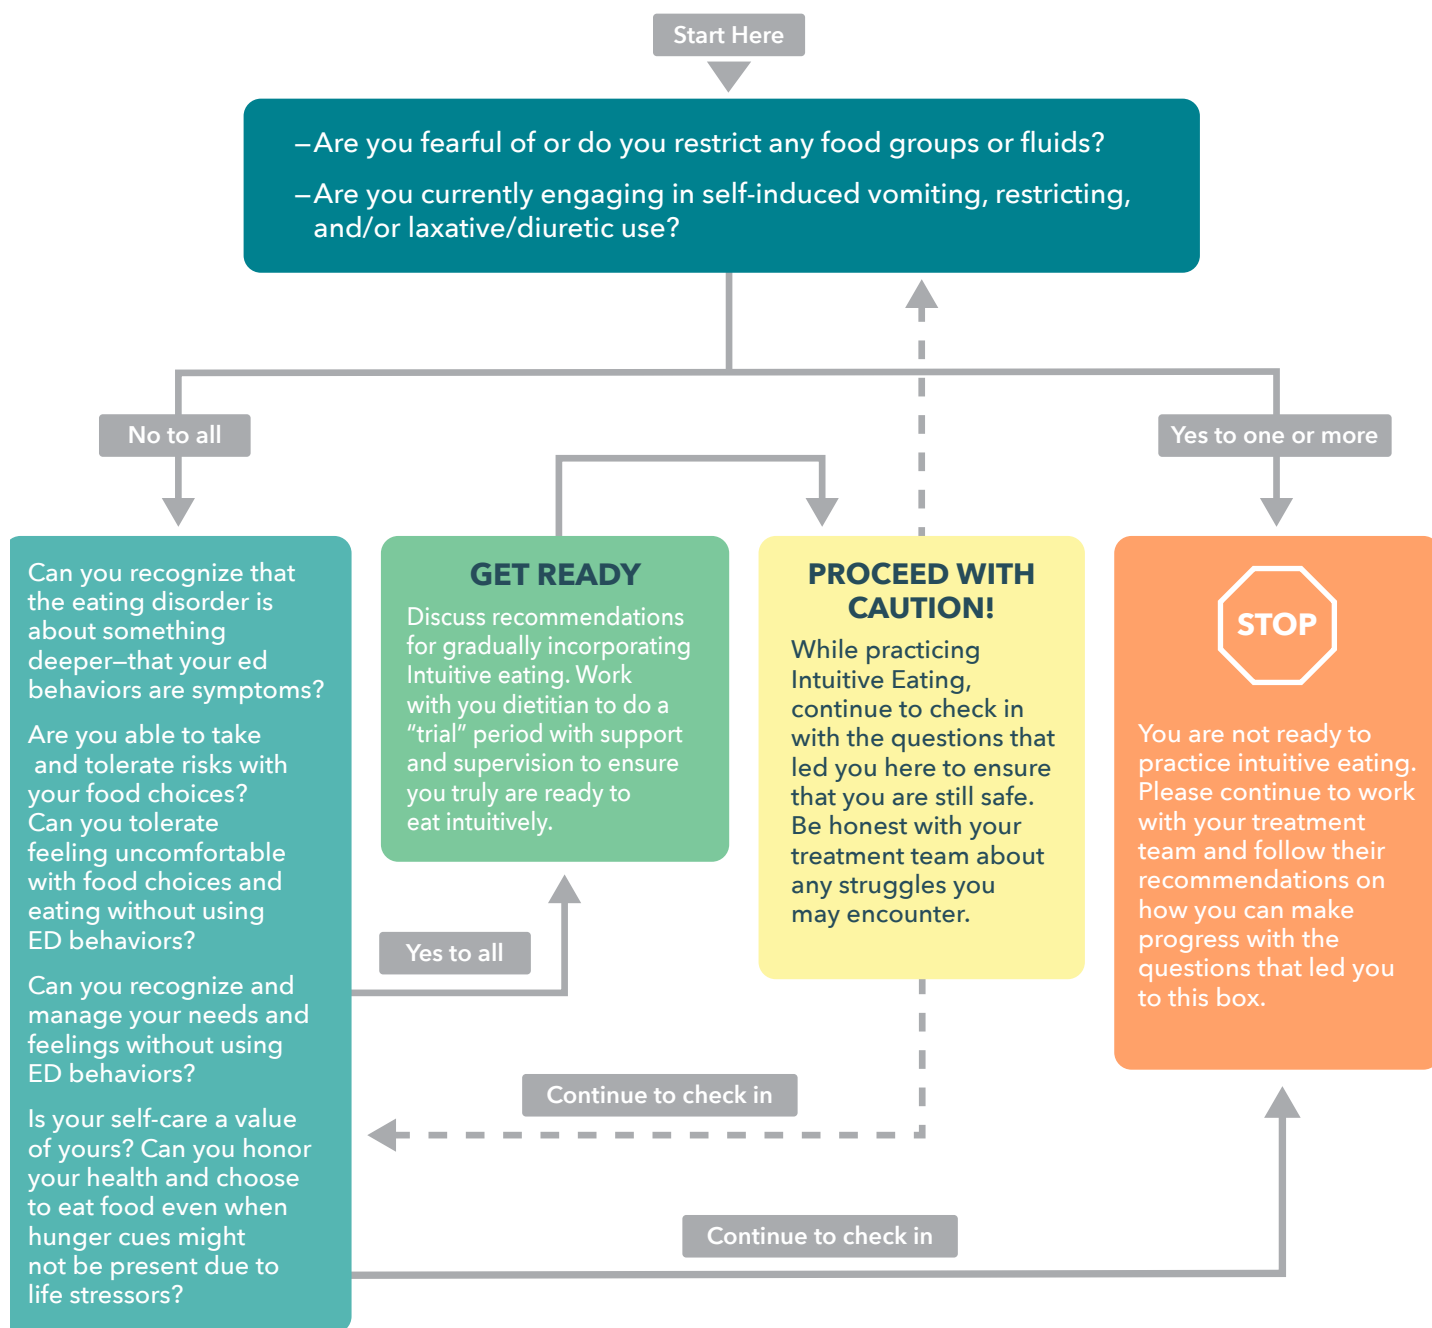 Start Here
–Are you fearful of or do you restrict any food groups or fluids?
–Are you currently engaging in self-induced vomiting, restricting,
and/or laxative/diuretic use?
No to all
Yes to one or more
Can you recognize that
the eating disorder is
about something
deeper—that your ed
behaviors are symptoms?
Are you able to take
and tolerate risks with
your food choices?
Can you tolerate
feeling uncomfortable
with food choices and
eating without using
ED behaviors?
Can you recognize and
manage your needs and
feelings without using
ED behaviors?
Is your self-care a value
of yours? Can you honor
your health and choose
to eat food even when
hunger cues might
not be present due to
life stressors?
Yes to all
GET READY
Discuss recommendations
for gradually incorporating
Intuitive eating. Work
with you dietitian to do a
“trial” period with support
and supervision to ensure
you truly are ready to
eat intuitively.
PROCEED WITH
CAUTION!
While practicing
Intuitive Eating,
continue to check in
with the questions that
led you here to ensure
that you are still safe.
Be honest with your
treatment team about
any struggles you
may encounter.
STOP
You are not ready to
practice intuitive eating.
Please continue to work
with your treatment
team and follow their
recommendations on
how you can make
progress with the
questions that led you
to this box.
Continue to check in
Continue to check in